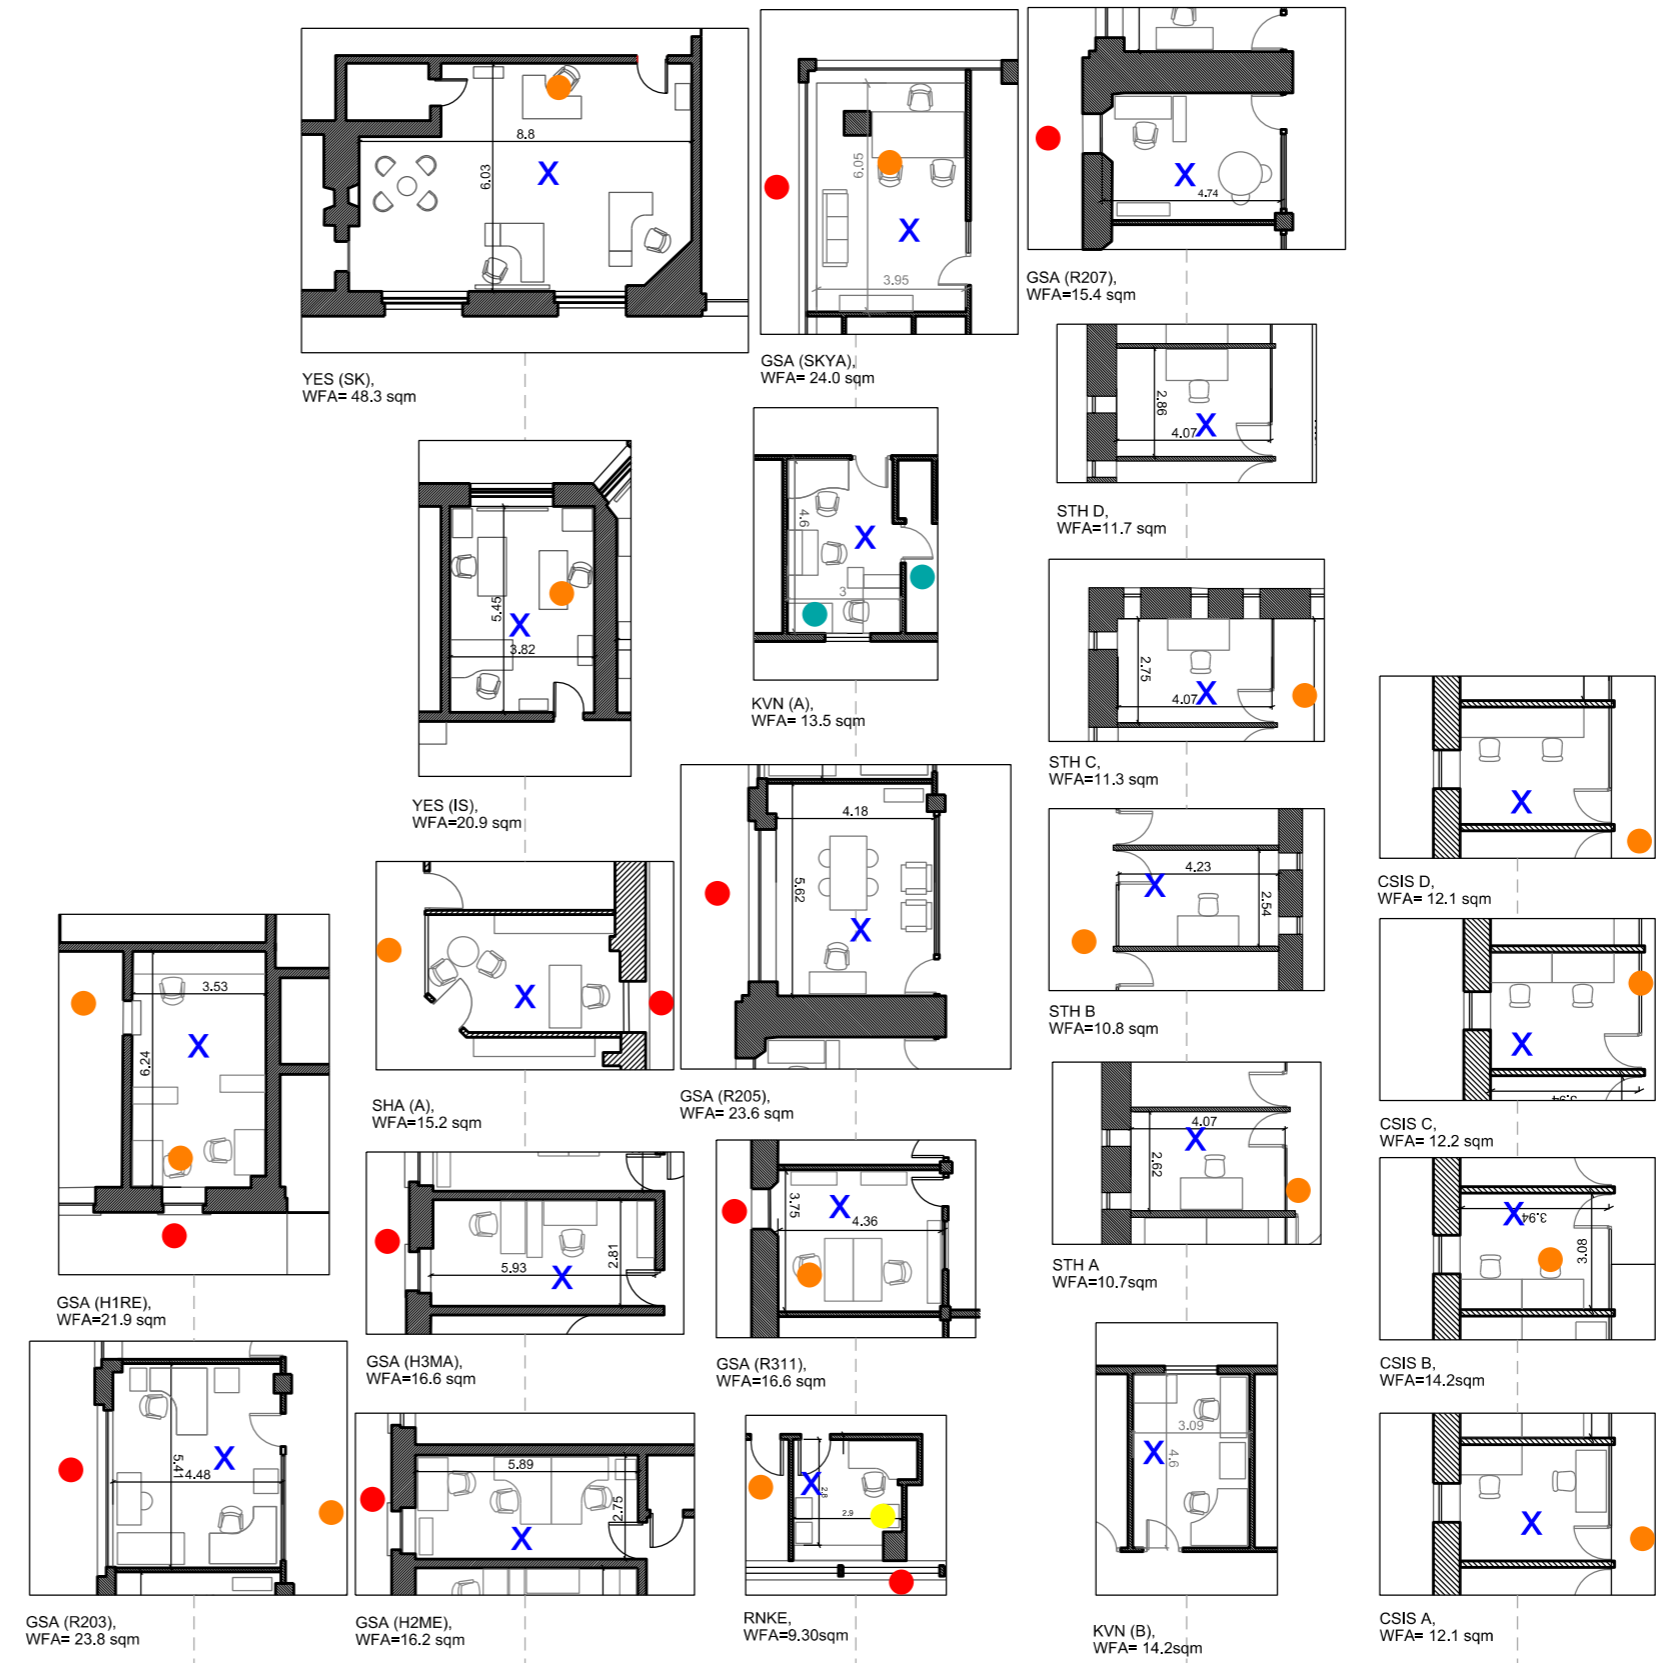 8.8
6.03
X
YES (SK),
WFA= 48.3 sqm
6.05
X
3.95
GSA (SKYA),
WFA= 24.0 sqm
X
4.74
GSA (R207),
WFA=15.4 sqm
2.86
4.07
X
STH D,
WFA=11.7 sqm
5.45
X
3.82
YES (IS),
WFA=20.9 sqm
4.6
X
3
KVN (A),
WFA= 13.5 sqm
2.75
4.07
X
STH C,
WFA=11.3 sqm
X
CSIS D,
WFA= 12.1 sqm
X
SHA (A),
WFA=15.2 sqm
4.18
5.62
X
GSA (R205),
WFA= 23.6 sqm
4.23
X
2.54
STH B
WFA=10.8 sqm
X
3.94
CSIS C,
WFA= 12.2 sqm
3.53
X
6.24
GSA (H1RE),
WFA=21.9 sqm
5.93
2.81
X
GSA (H3MA),
WFA=16.6 sqm
3.75
X
4.36
GSA (R311),
WFA=16.6 sqm
4.07
X
2.62
STH A
WFA=10.7sqm
X
3.94
3.08
CSIS B,
WFA=14.2sqm
5.41
4.48
X
GSA (R203),
WFA= 23.8 sqm
5.89
2.75
X
GSA (H2ME),
WFA=16.2 sqm
X
2.8
2.9
RNKE,
WFA=9.30sqm
3.09
X
4.6
KVN (B),
WFA= 14.2sqm
X
CSIS A,
WFA= 12.1 sqm